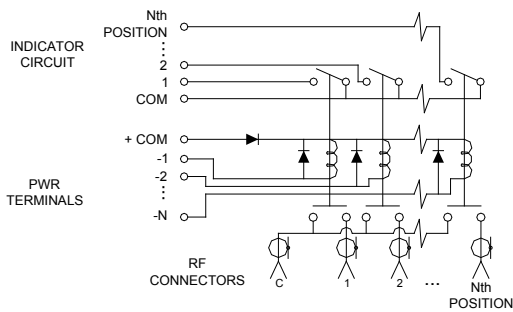 Nth
POSITION
INDICATOR
CIRCUIT
2
1
COM
+ COM
-1
-2
PWR
TERMINALS
-N
RF
CONNECTORS
C
1
2
...
Nth
POSITION